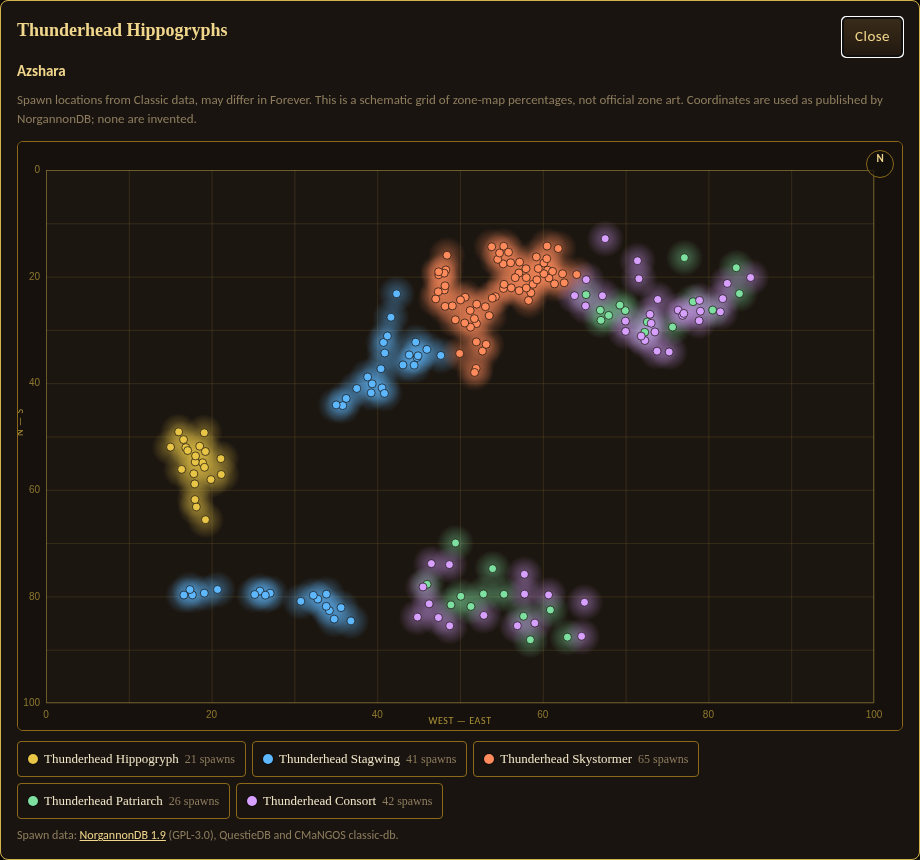 Thunderhead Hippogryphs
Close
Azshara
Spawn locations from Classic data, may differ in Forever. This is a schematic grid of zone-map percentages, not official zone art. Coordinates are used as published by
NorgannonDB; none are invented.
N
0
20
40
60
80
100
N — S
0
20
40
60
80
100
WEST — EAST
Thunderhead Hippogryph 21 spawns
Thunderhead Stagwing 41 spawns
Thunderhead Skystormer 65 spawns
Thunderhead Patriarch 26 spawns
Thunderhead Consort 42 spawns
Spawn data: NorgannonDB 1.9 (GPL-3.0), QuestieDB and CMaNGOS classic-db.